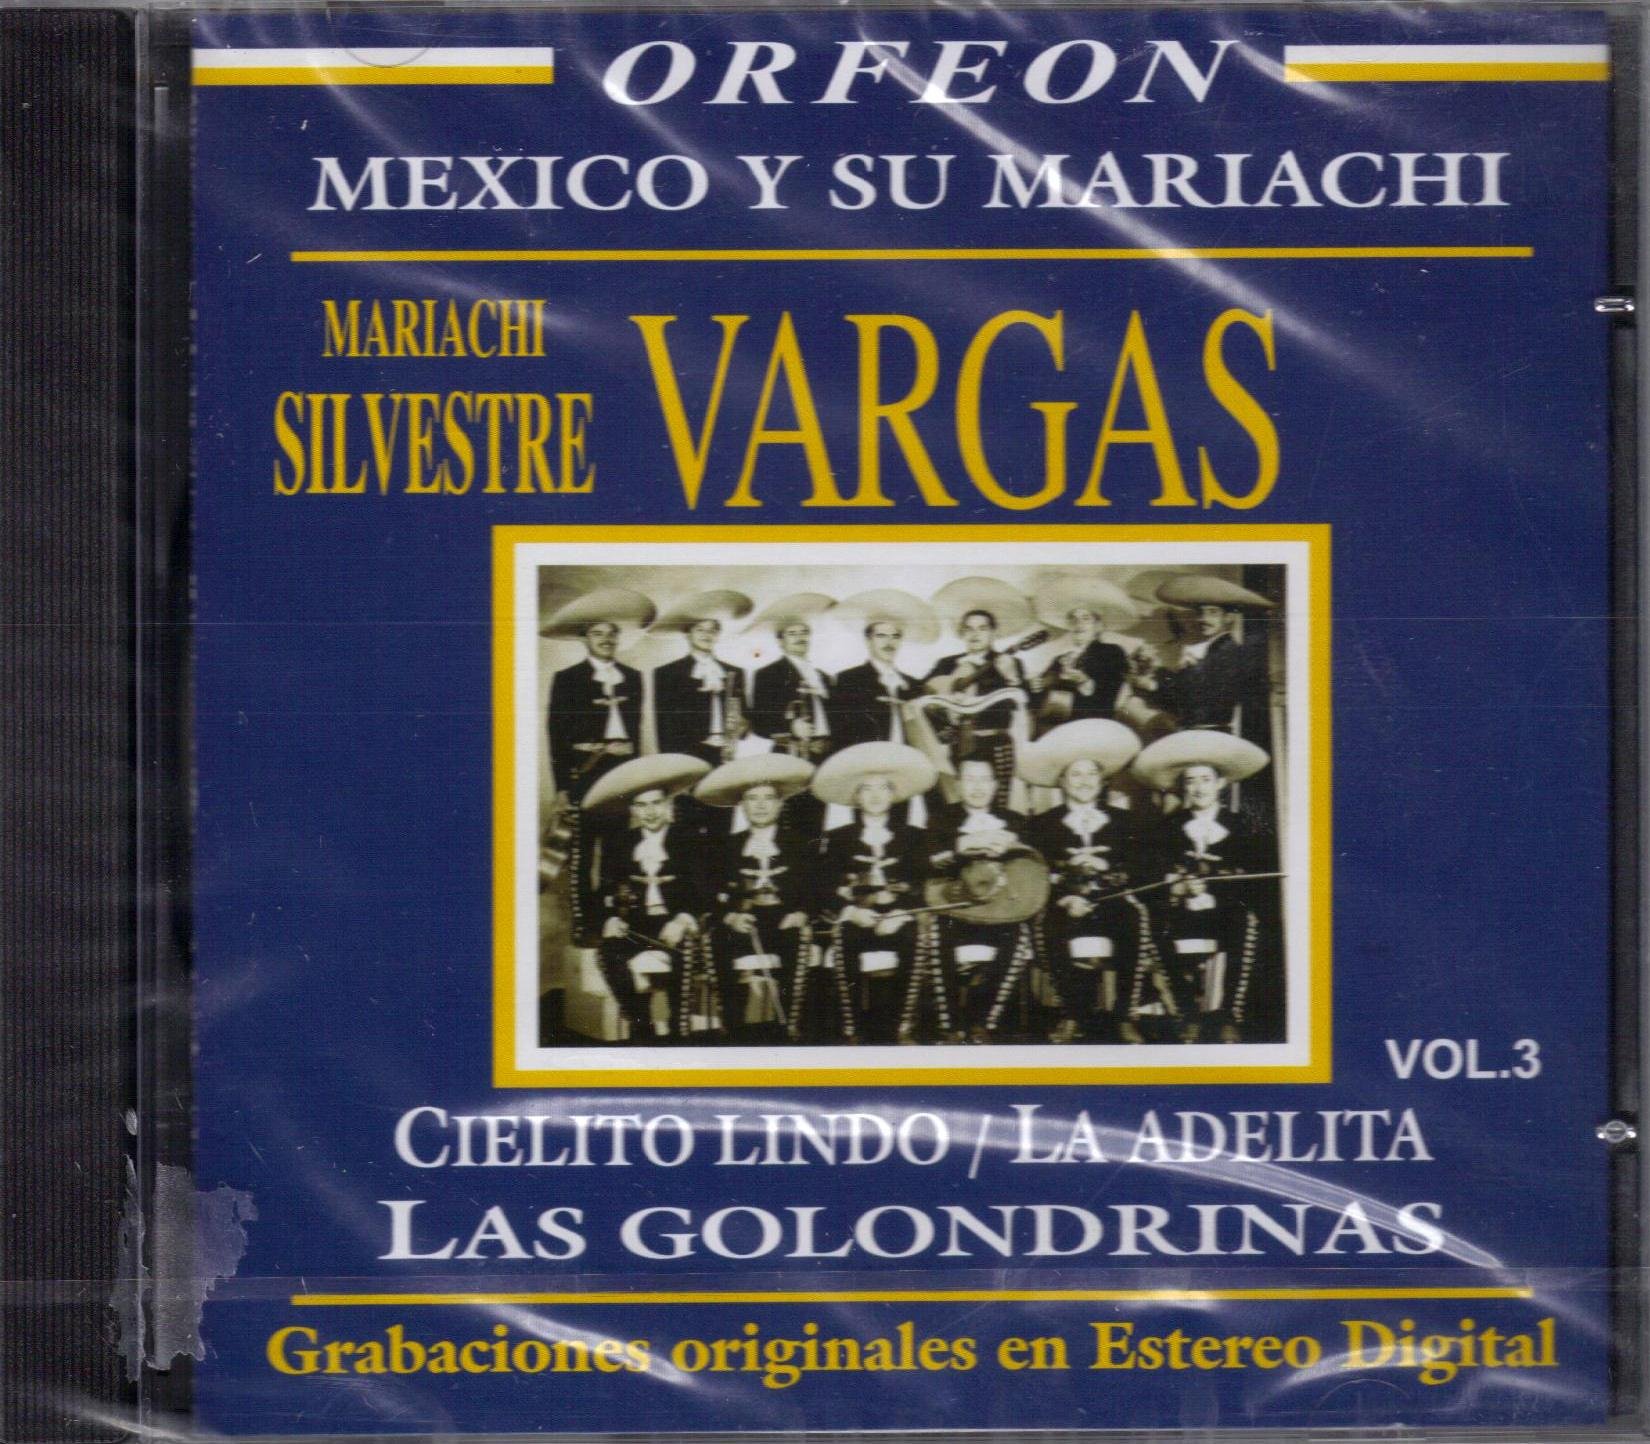 ORFEON
MEXICO Y SU MARIACHI
MARIACHI
SILVESTRE VARGAS
VOL.3
CIELITO LINDO / LA ADELITA
LAS GOLONDRINAS
Grabaciones originales en Estereo Digital